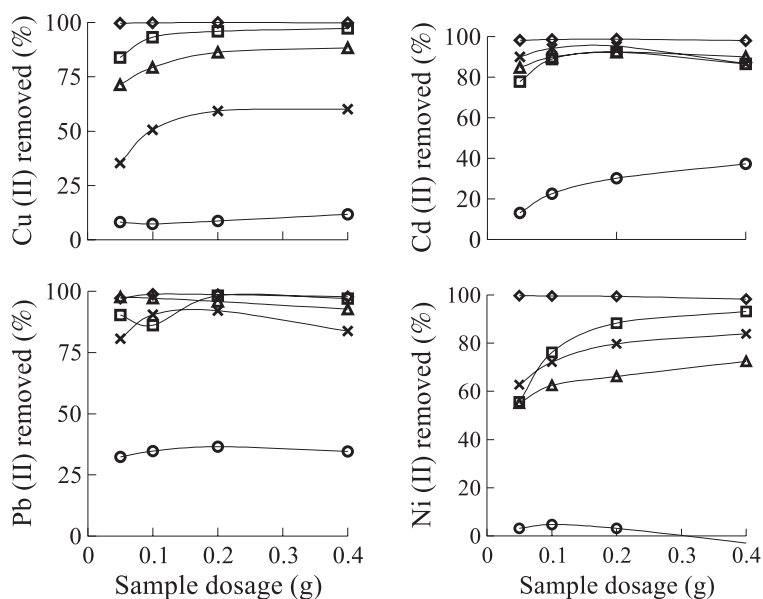 Cu (II) removed (%)
100
75
50
25
0
Cd (II) removed (%)
100
80
60
40
20
0
Pb (II) removed (%)
100
75
50
25
0
0 0.1 0.2 0.3 0.4
Sample dosage (g)
Ni (II) removed (%)
100
80
60
40
20
0
0 0.1 0.2 0.3 0.4
Sample dosage (g)